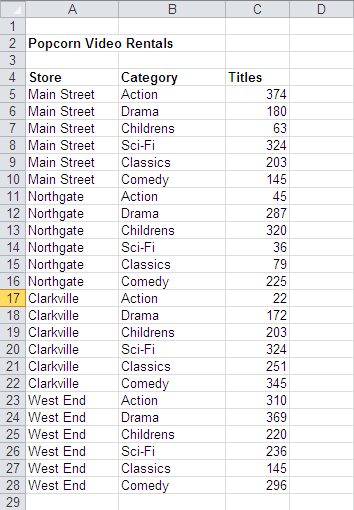 A B C D
1
2 Popcorn Video Rentals
3
4 Store Category Titles
5 Main Street Action 374
6 Main Street Drama 180
7 Main Street Childrens 63
8 Main Street Sci-Fi 324
9 Main Street Classics 203
10 Main Street Comedy 145
11 Northgate Action 45
12 Northgate Drama 287
13 Northgate Childrens 320
14 Northgate Sci-Fi 36
15 Northgate Classics 79
16 Northgate Comedy 225
17 Clarkville Action 22
18 Clarkville Drama 172
19 Clarkville Childrens 203
20 Clarkville Sci-Fi 324
21 Clarkville Classics 251
22 Clarkville Comedy 345
23 West End Action 310
24 West End Drama 369
25 West End Childrens 220
26 West End Sci-Fi 236
27 West End Classics 145
28 West End Comedy 296
29